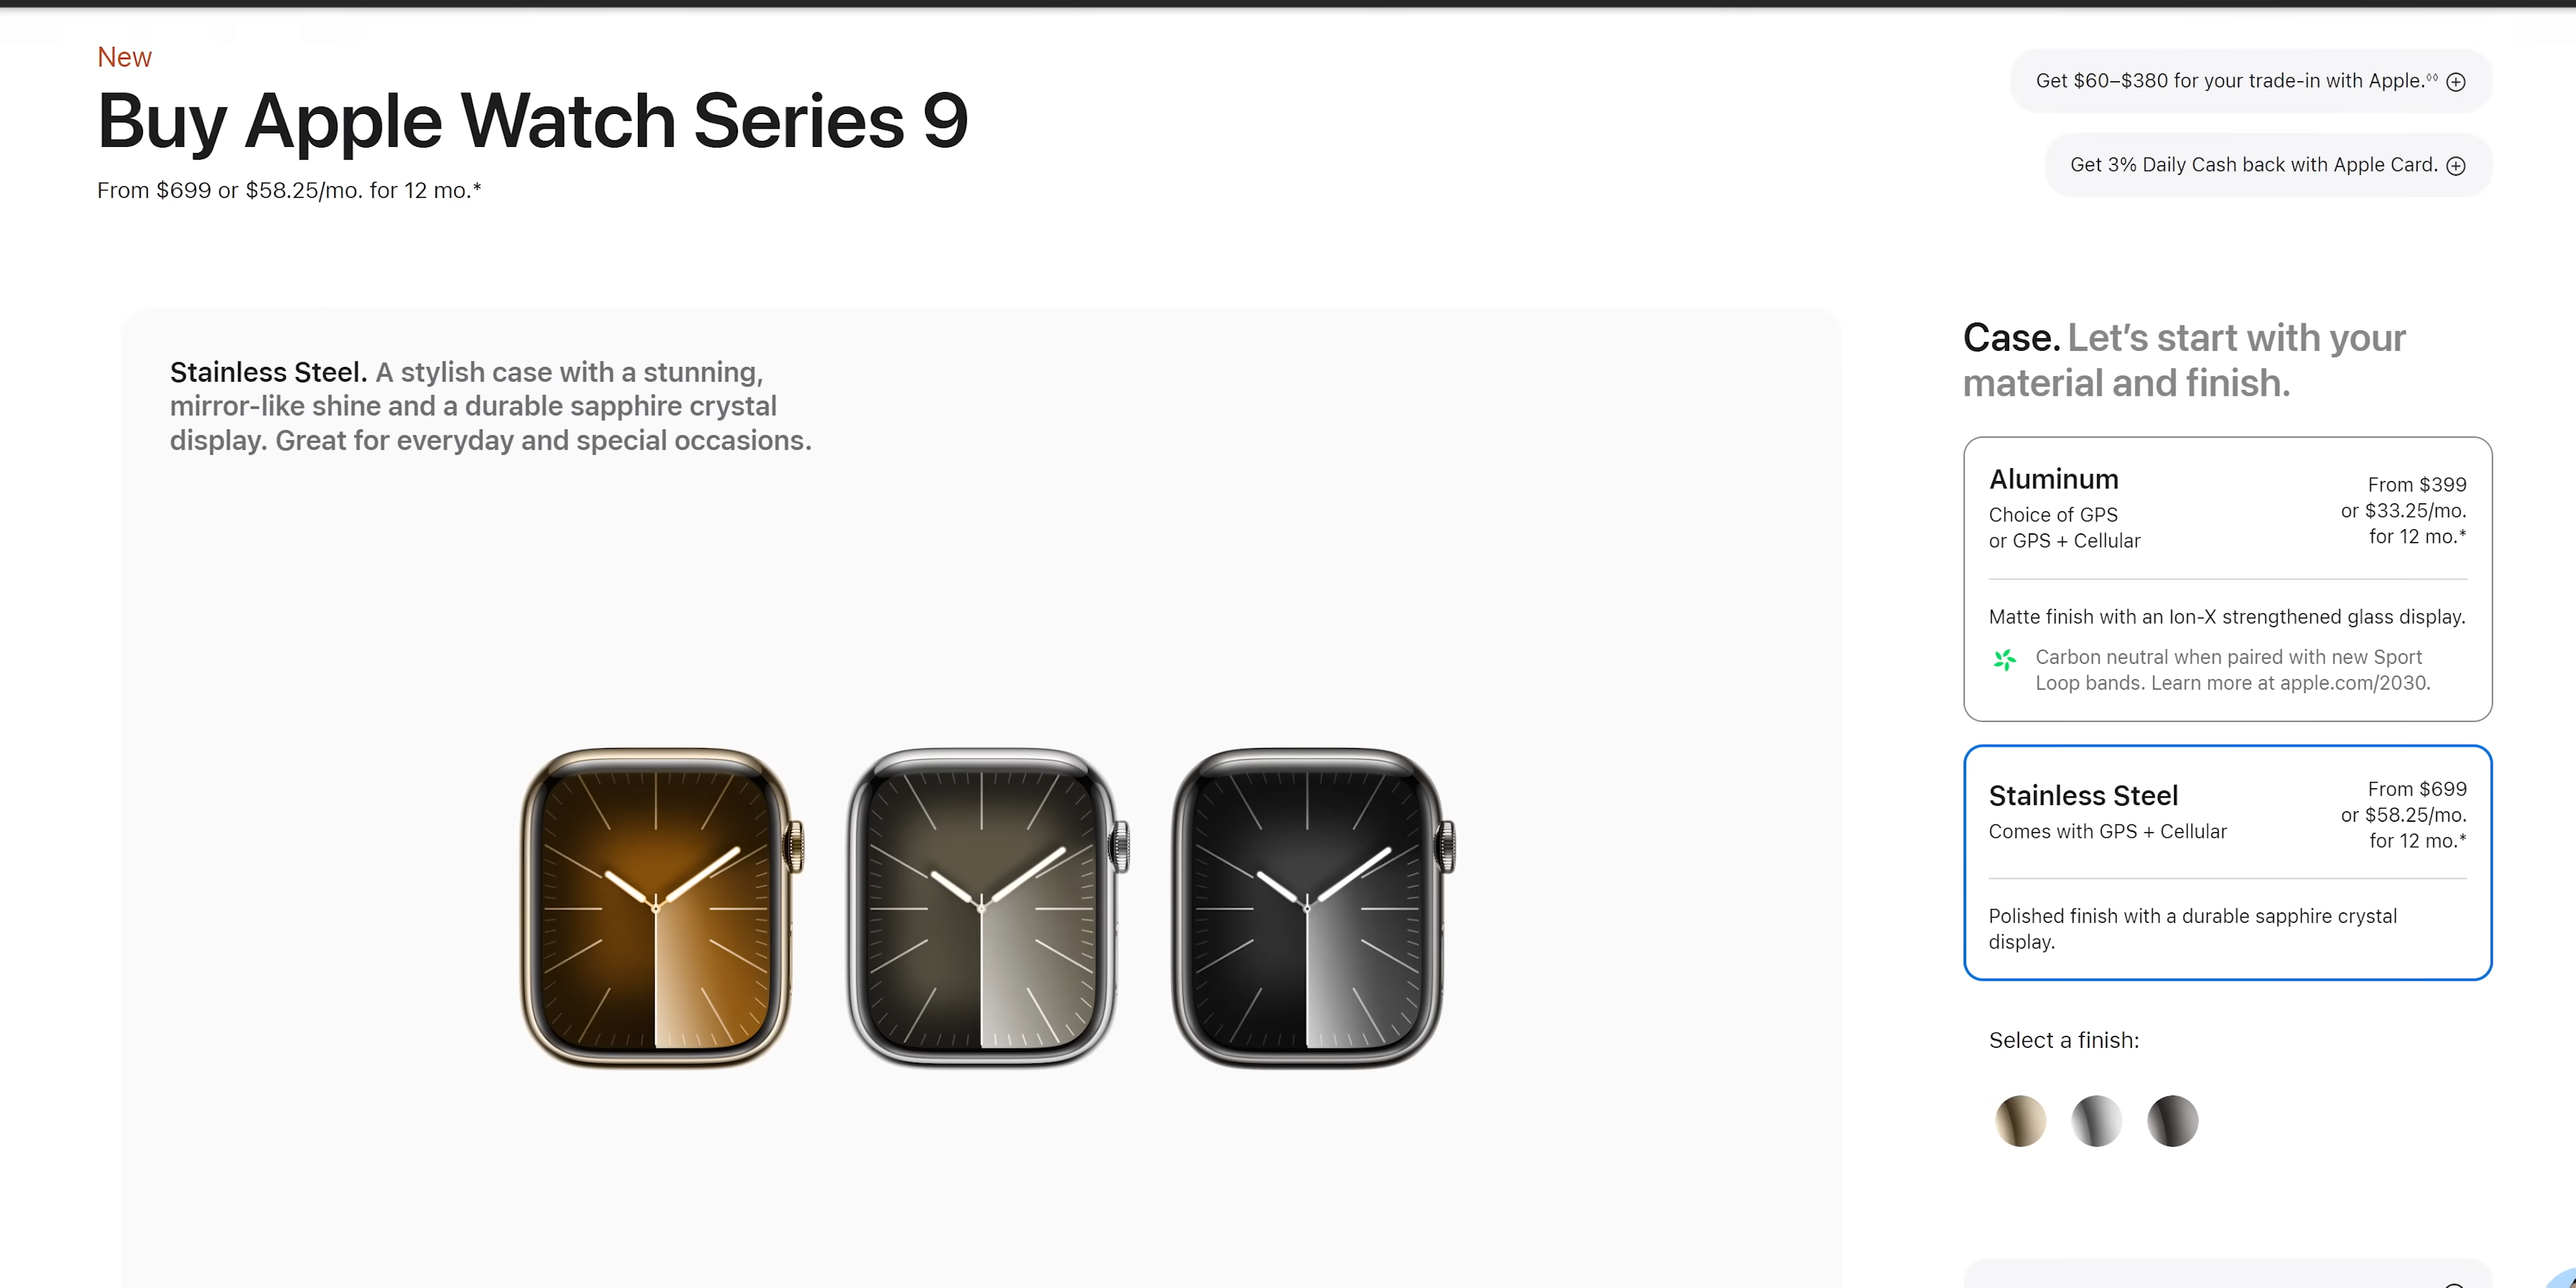 New
Buy Apple Watch Series 9
From $699 or $58.25/mo. for 12 mo.*
Get $60–$380 for your trade-in with Apple.◊◊
Get 3% Daily Cash back with Apple Card.
Stainless Steel. A stylish case with a stunning,
mirror-like shine and a durable sapphire crystal
display. Great for everyday and special occasions.
Case. Let’s start with your
material and finish.
Aluminum
Choice of GPS
or GPS + Cellular
From $399
or $33.25/mo.
for 12 mo.*
Matte finish with an Ion-X strengthened glass display.
Carbon neutral when paired with new Sport
Loop bands. Learn more at apple.com/2030.
Stainless Steel
Comes with GPS + Cellular
From $699
or $58.25/mo.
for 12 mo.*
Polished finish with a durable sapphire crystal
display.
Select a finish: